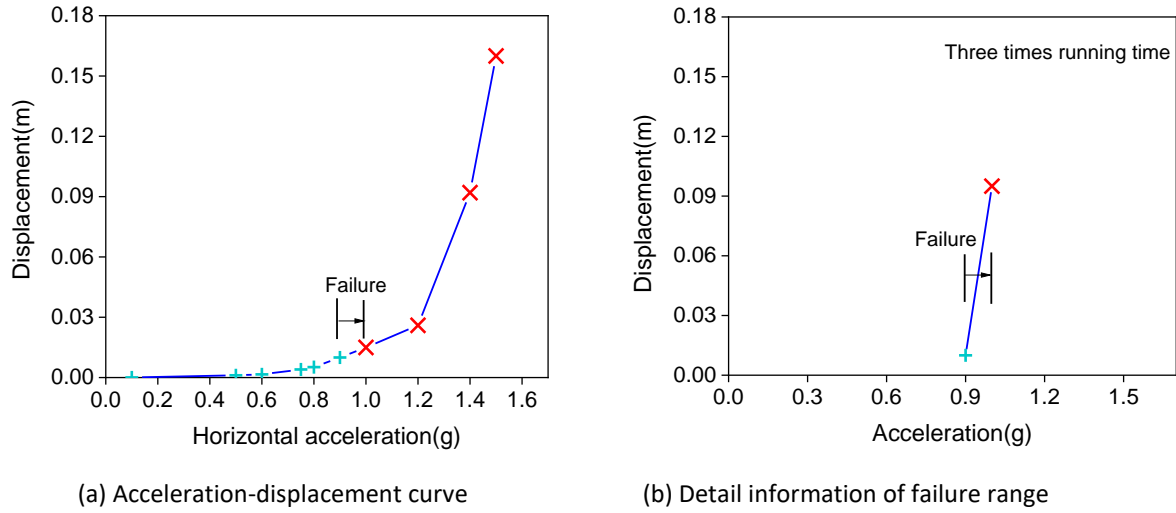 0.18
0.15
0.12
0.09
0.06
0.03
0.00
Displacement(m)
Failure
0.0 0.2 0.4 0.6 0.8 1.0 1.2 1.4 1.6
Horizontal acceleration(g)
(a) Acceleration-displacement curve
0.18
0.15
0.12
0.09
0.06
0.03
0.00
Displacement(m)
Three times running time
Failure
0.0 0.3 0.6 0.9 1.2 1.5
Acceleration(g)
(b) Detail information of failure range